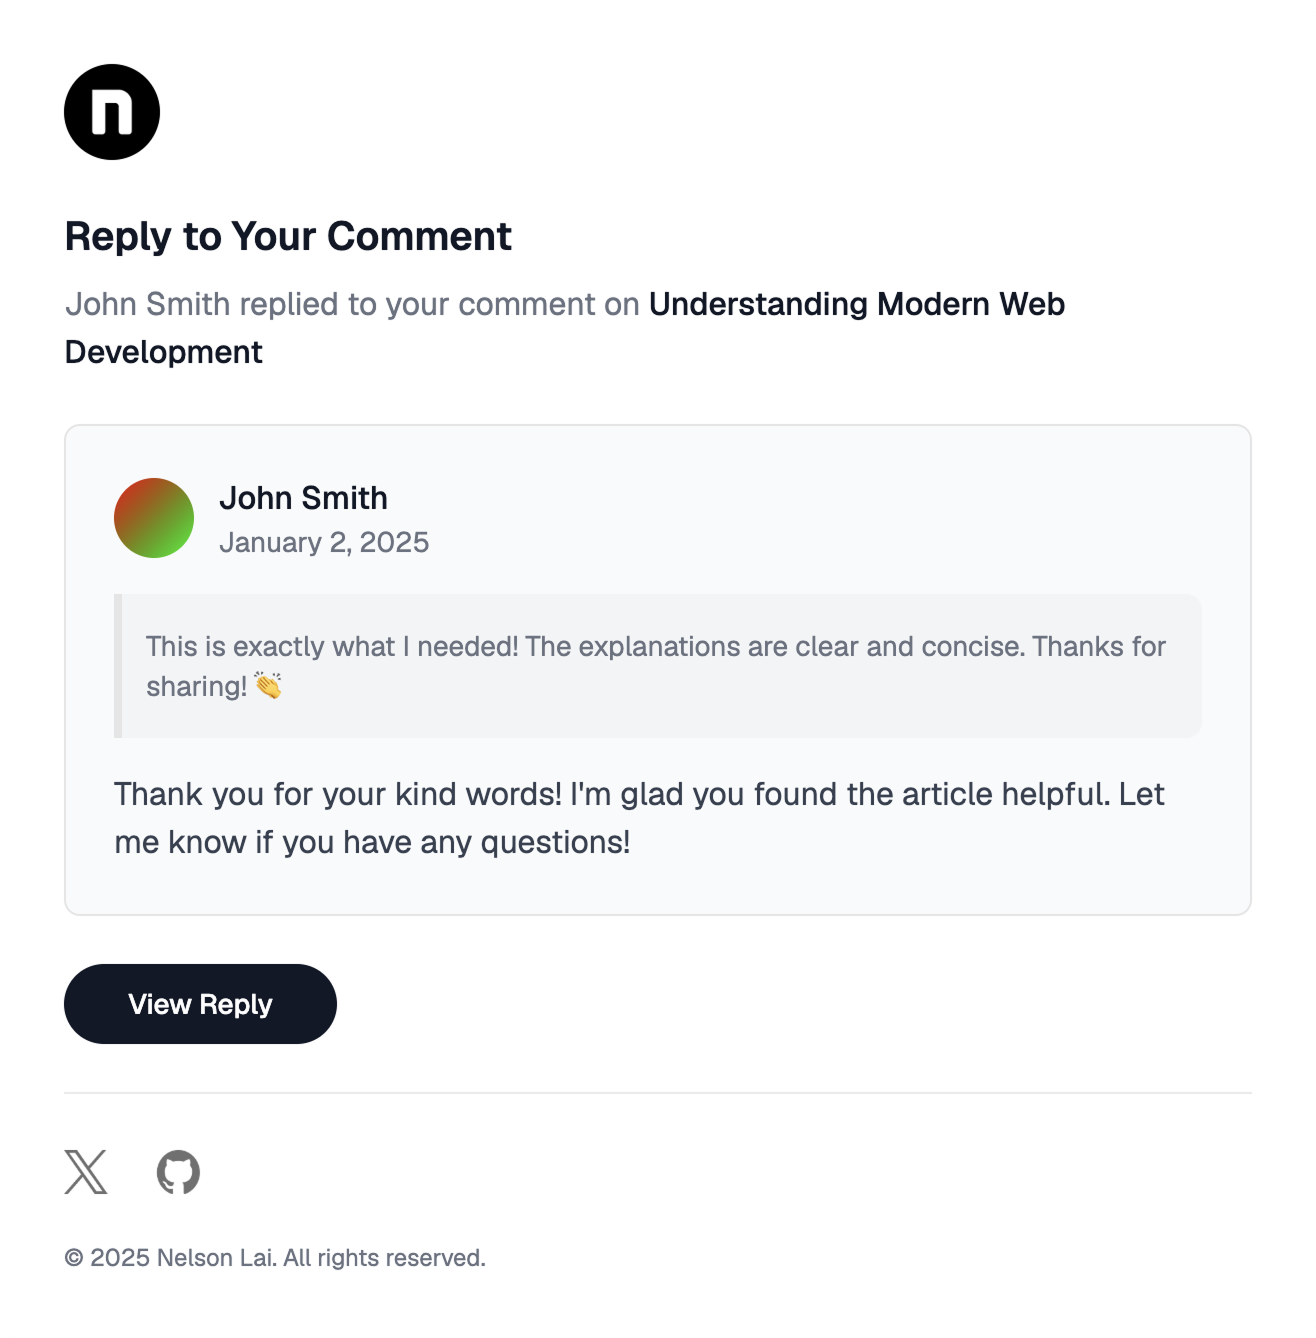 n
Reply to Your Comment
John Smith replied to your comment on Understanding Modern Web
Development
John Smith
January 2, 2025
This is exactly what I needed! The explanations are clear and concise. Thanks for
sharing! 👏
Thank you for your kind words! I'm glad you found the article helpful. Let
me know if you have any questions!
View Reply
© 2025 Nelson Lai. All rights reserved.